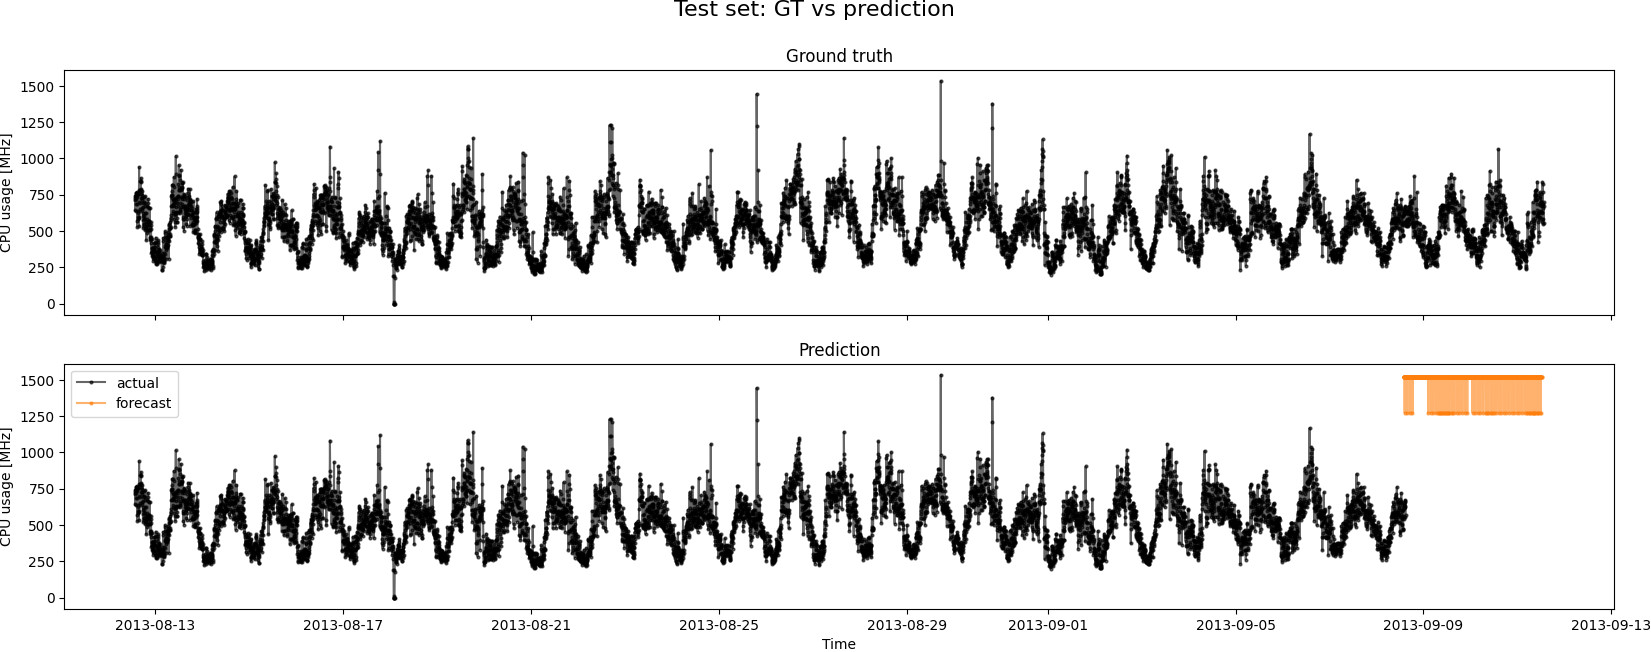 Test set: GT vs prediction
Ground truth
CPU usage [MHz]
1500
1250
1000
750
500
250
0
Prediction
CPU usage [MHz]
1500
1250
1000
750
500
250
0
actual
forecast
2013-08-13 2013-08-17 2013-08-21 2013-08-25 2013-08-29 2013-09-01 2013-09-05 2013-09-09 2013-09-13
Time